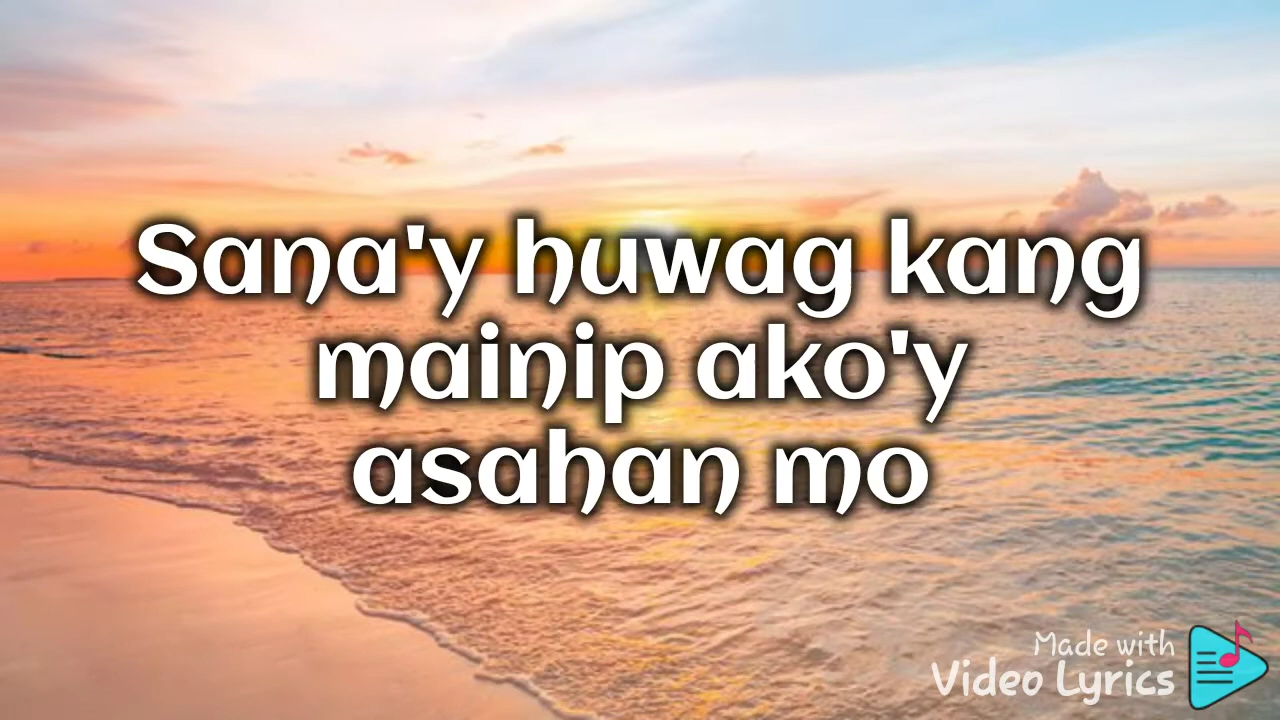 Sana'y huwag kang
mainip ako'y
asahan mo
Made with
Video Lyrics